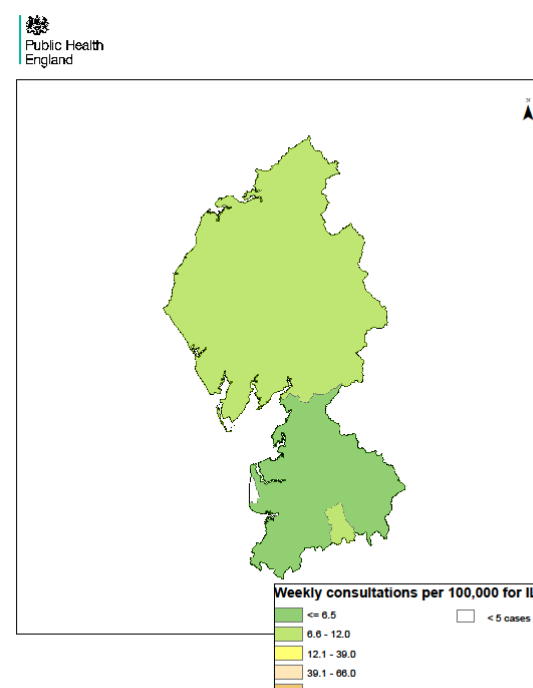 Public Health
England
N
Weekly consultations per 100,000 for
<= 6.5
< 5 cases
6.6 - 12.0
12.1 - 39.0
39.1 - 66.0